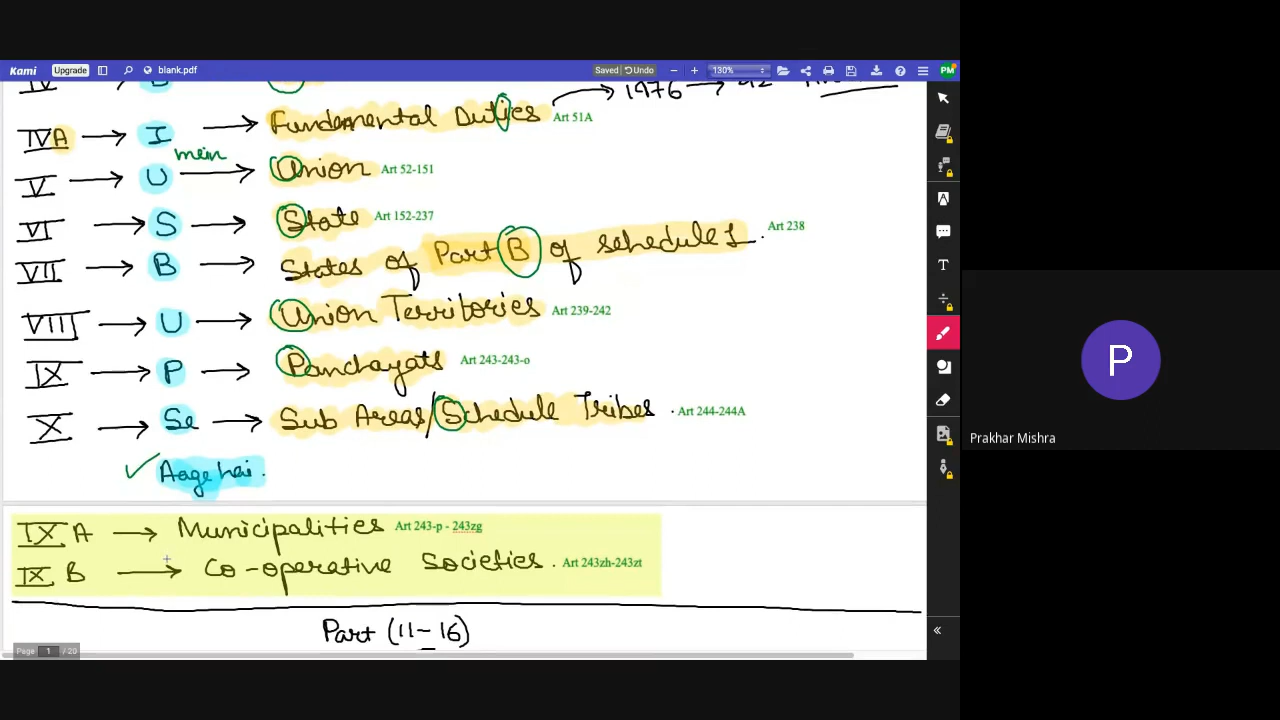 Kami Upgrade blank.pdf Saved Undo 130% PM
1976 → 42
IVA → I → Fundamental Duties Art 51A
mein
V → U → Union Art 52-151
VI → S → State Art 152-237
VII → B → States of Part B of schedule 1. Art 238
VIII → U → Union Territories Art 239-242
IX → P → Panchayats Art 243-243-o
X → Se → Sub Areas/Schedule Tribes . Art 244-244A
✓ Aage hai.
IX A → Municipalities Art 243-p - 243zg
IX B → Co-operative Societies. Art 243zh-243zt
Part (11-16)
Page 1 / 20
P
Prakhar Mishra